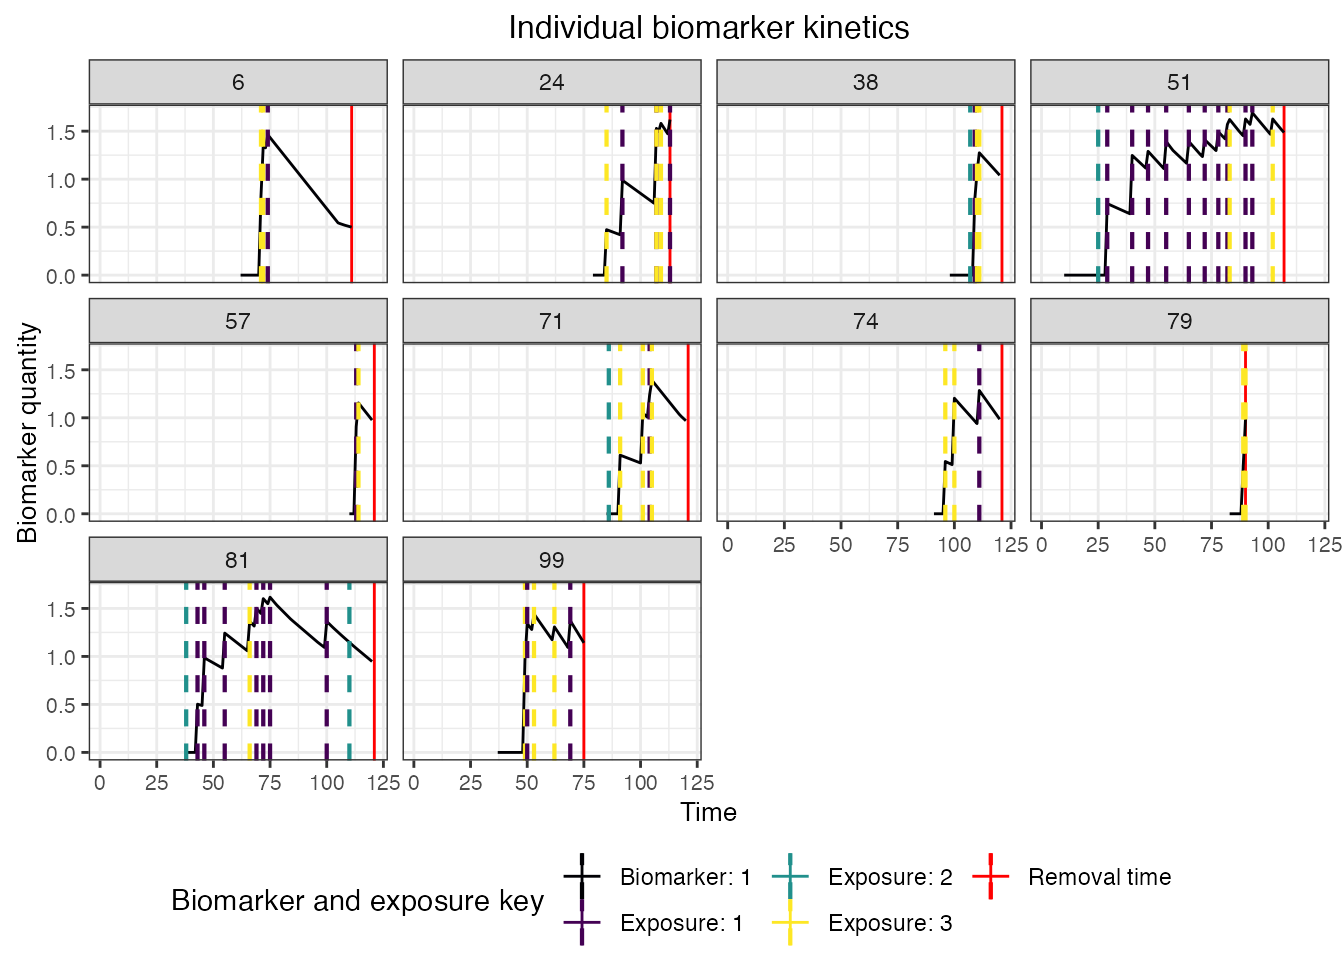 Individual biomarker kinetics
6 24 38 51
1.5
1.0
0.5
0.0
57 71 74 79
1.5
1.0
0.5
0.0
0 25 50 75 100 125 0 25 50 75 100 125
81 99
1.5
1.0
0.5
0.0
0 25 50 75 100 125 0 25 50 75 100 125
Biomarker quantity
Time
Biomarker and exposure key
Biomarker: 1 Exposure: 2 Removal time
Exposure: 1 Exposure: 3